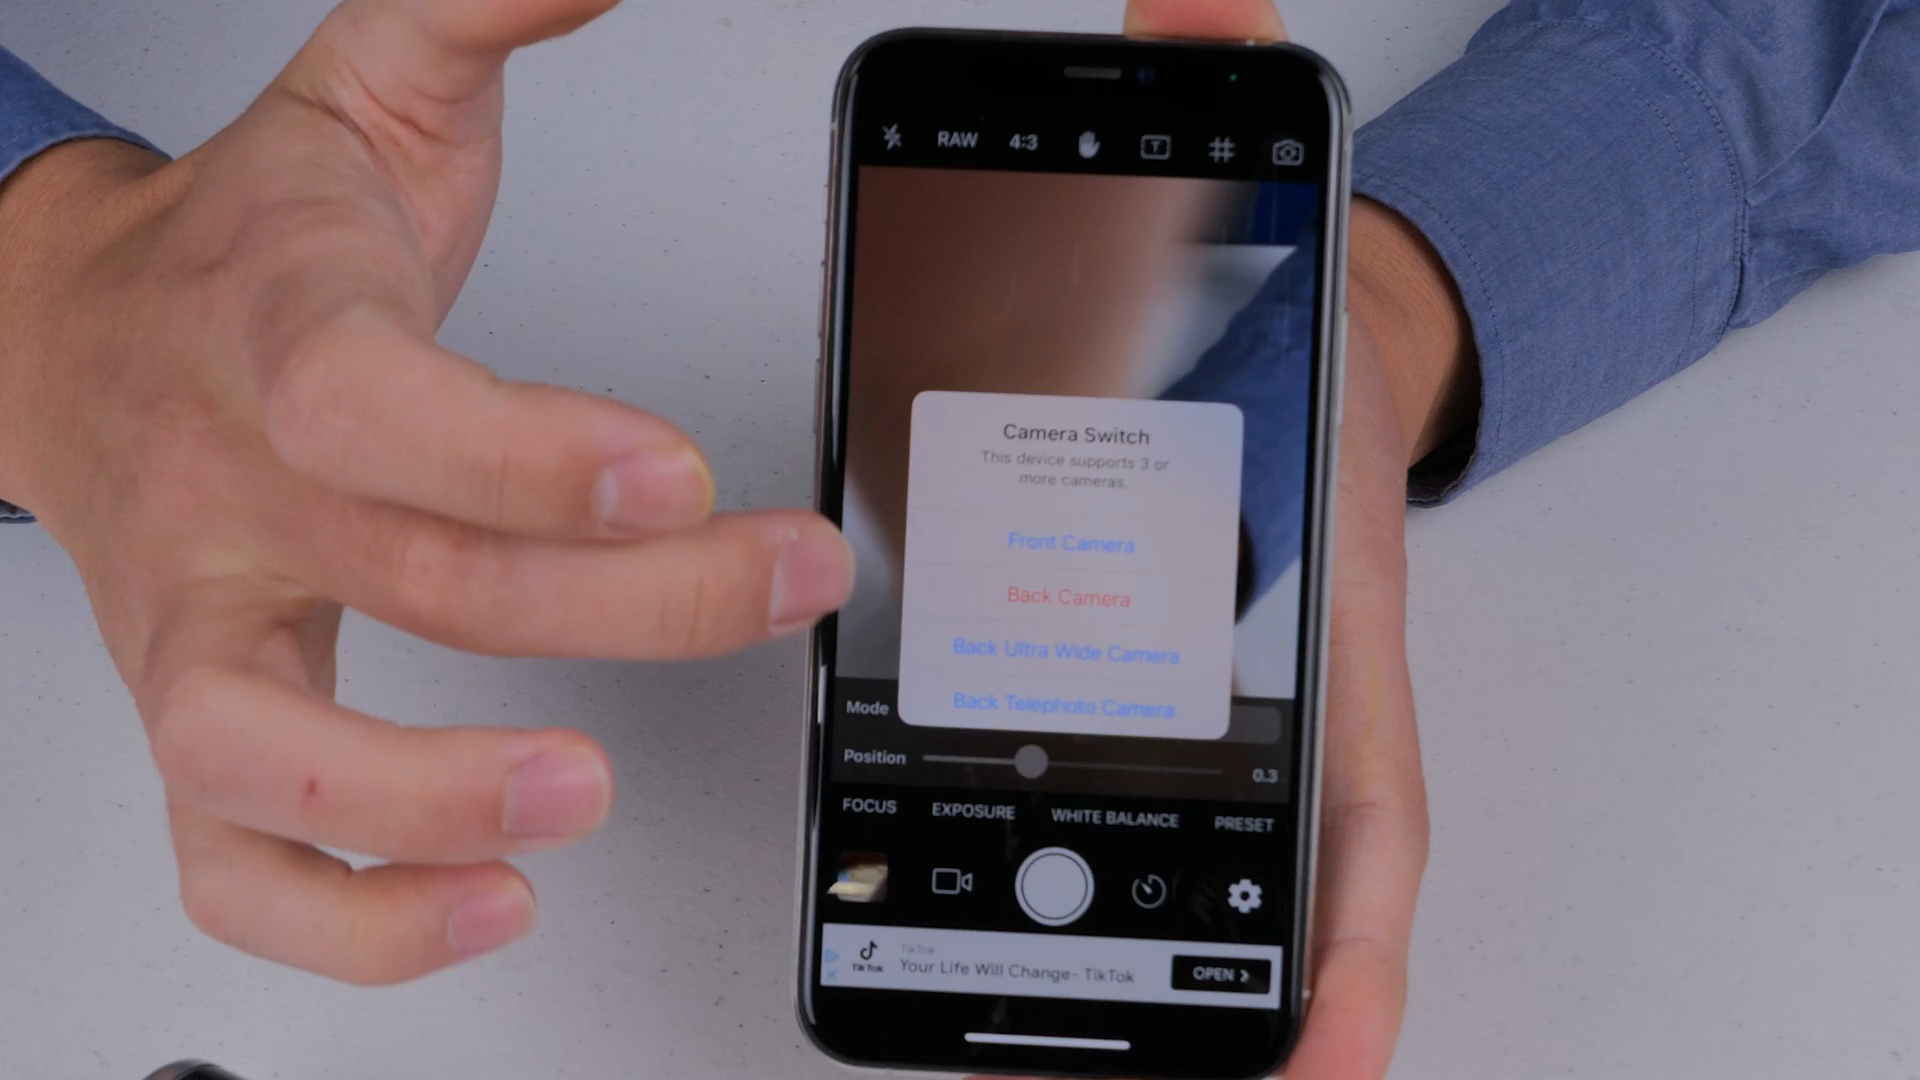 RAW 4:3 T
Camera Switch
This device supports 3 or
more cameras.
Front Camera
Back Camera
Back Ultra Wide Camera
Back Telephoto Camera
Mode
Position 0.3
FOCUS EXPOSURE WHITE BALANCE PRESET
TikTok
TikTok
Your Life Will Change- TikTok
OPEN >